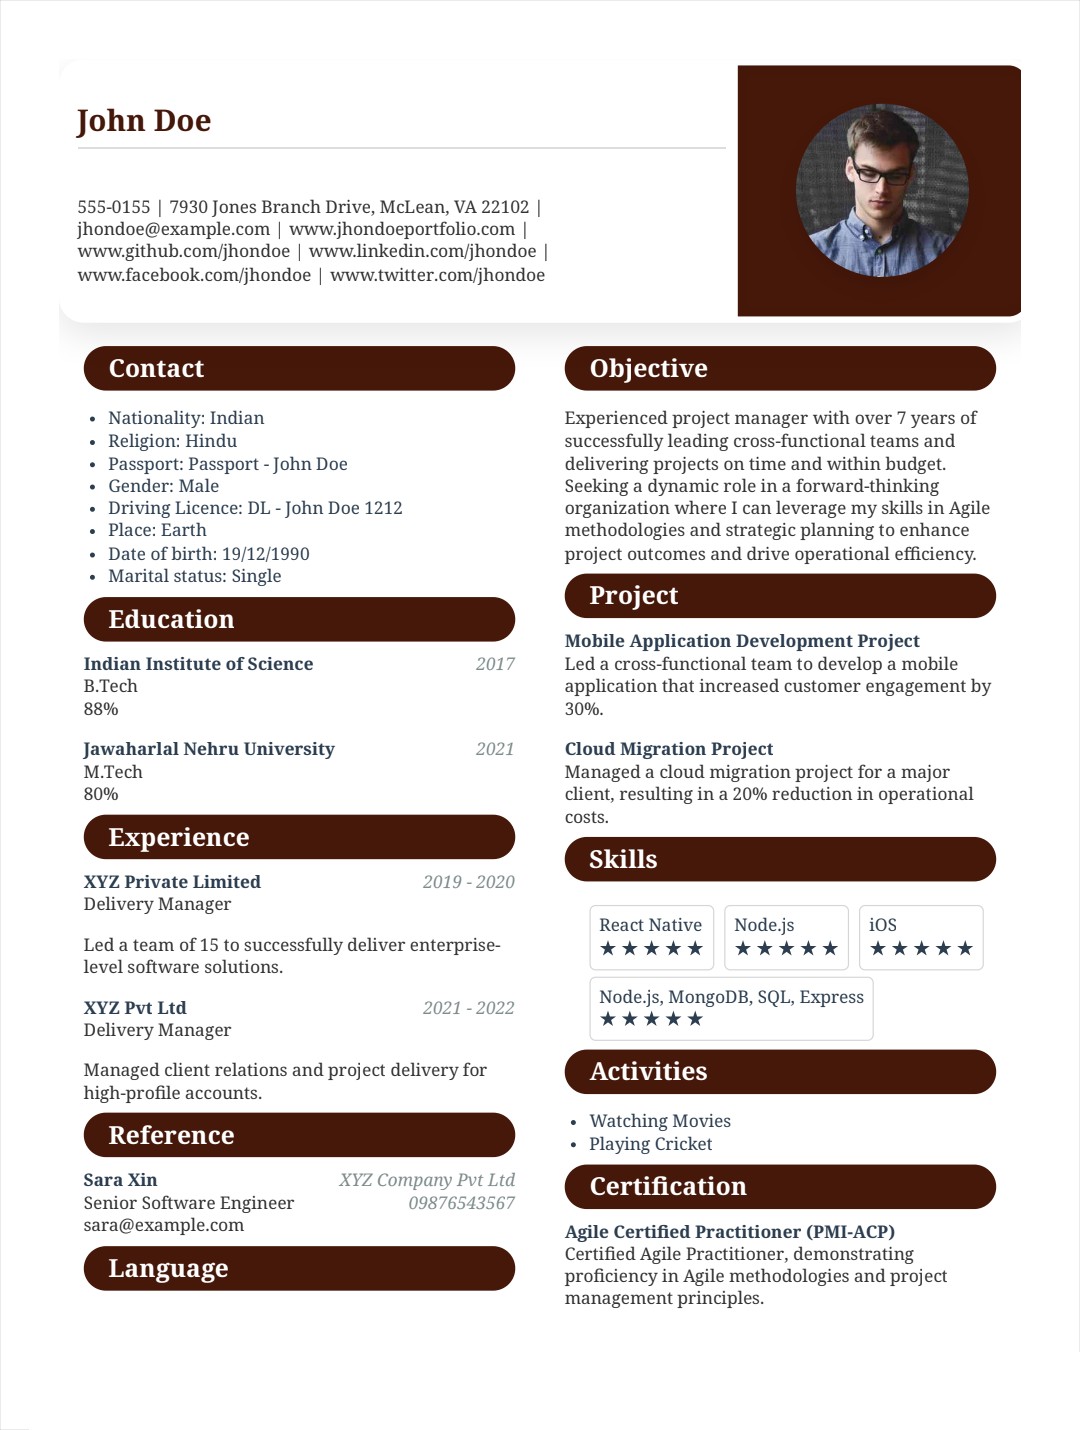 John Doe
555-0155 | 7930 Jones Branch Drive, McLean, VA 22102 |
jhondoe@example.com | www.jhondoeportfolio.com |
www.github.com/jhondoe | www.linkedin.com/jhondoe |
www.facebook.com/jhondoe | www.twitter.com/jhondoe
Contact
• Nationality: Indian
• Religion: Hindu
• Passport: Passport - John Doe
• Gender: Male
• Driving Licence: DL - John Doe 1212
• Place: Earth
• Date of birth: 19/12/1990
• Marital status: Single
Education
Indian Institute of Science 2017
B.Tech
88%
Jawaharlal Nehru University 2021
M.Tech
80%
Experience
XYZ Private Limited 2019 - 2020
Delivery Manager
Led a team of 15 to successfully deliver enterprise-
level software solutions.
XYZ Pvt Ltd 2021 - 2022
Delivery Manager
Managed client relations and project delivery for
high-profile accounts.
Reference
Sara Xin XYZ Company Pvt Ltd
Senior Software Engineer 09876543567
sara@example.com
Language
Objective
Experienced project manager with over 7 years of
successfully leading cross-functional teams and
delivering projects on time and within budget.
Seeking a dynamic role in a forward-thinking
organization where I can leverage my skills in Agile
methodologies and strategic planning to enhance
project outcomes and drive operational efficiency.
Project
Mobile Application Development Project
Led a cross-functional team to develop a mobile
application that increased customer engagement by
30%.
Cloud Migration Project
Managed a cloud migration project for a major
client, resulting in a 20% reduction in operational
costs.
Skills
React Native Node.js iOS
★★★★★ ★★★★★ ★★★★★
Node.js, MongoDB, SQL, Express
★★★★★
Activities
• Watching Movies
• Playing Cricket
Certification
Agile Certified Practitioner (PMI-ACP)
Certified Agile Practitioner, demonstrating
proficiency in Agile methodologies and project
management principles.